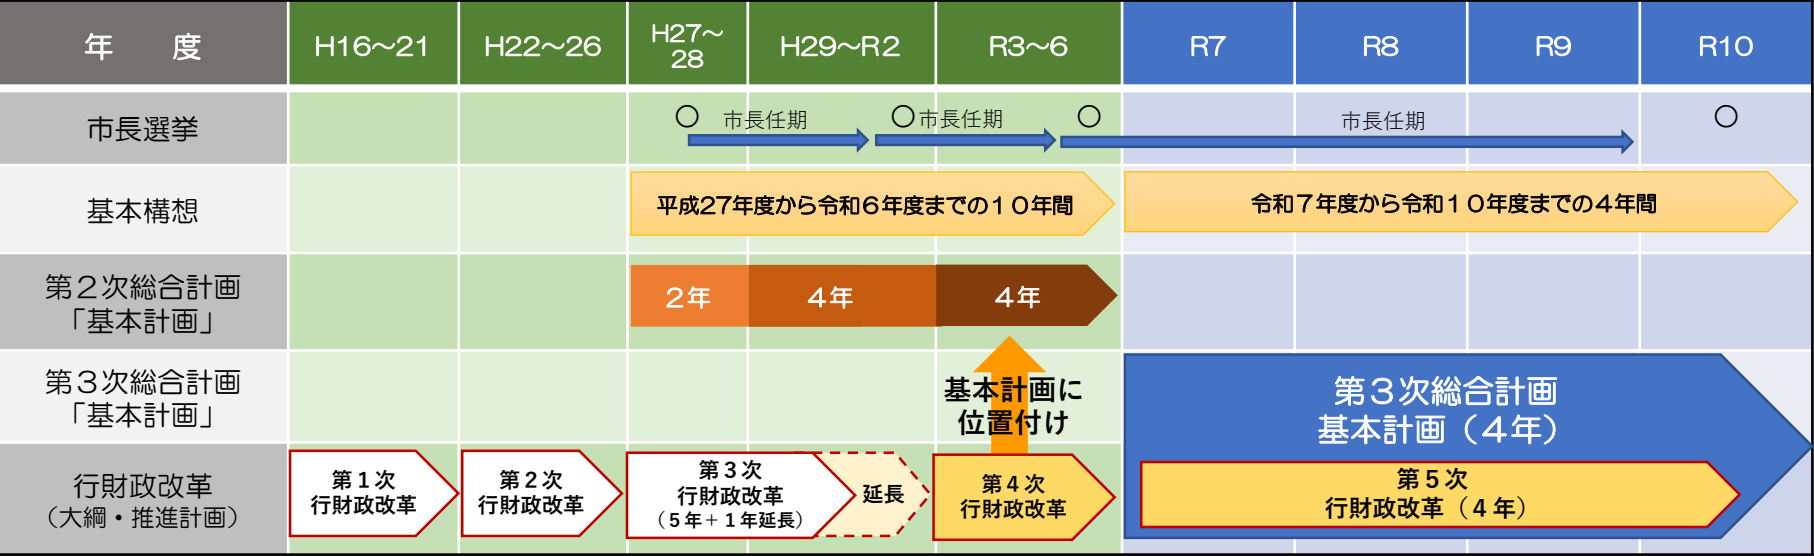 年　　度
H16～21
H22～26
H27～
28
H29～R2
R3～6
R7
R8
R9
R10
市長選挙
○
市長任期
○
市長任期
○
市長任期
○
基本構想
平成27年度から令和６年度までの１０年間
令和７年度から令和１０年度までの４年間
第２次総合計画
「基本計画」
２年
４年
４年
第３次総合計画
「基本計画」
基本計画に
位置付け
第３次総合計画
基本計画（４年）
行財政改革
（大綱・推進計画）
第１次
行財政改革
第２次
行財政改革
第３次
行財政改革
（５年＋１年延長）
延長
第４次
行財政改革
第５次
行財政改革（４年）